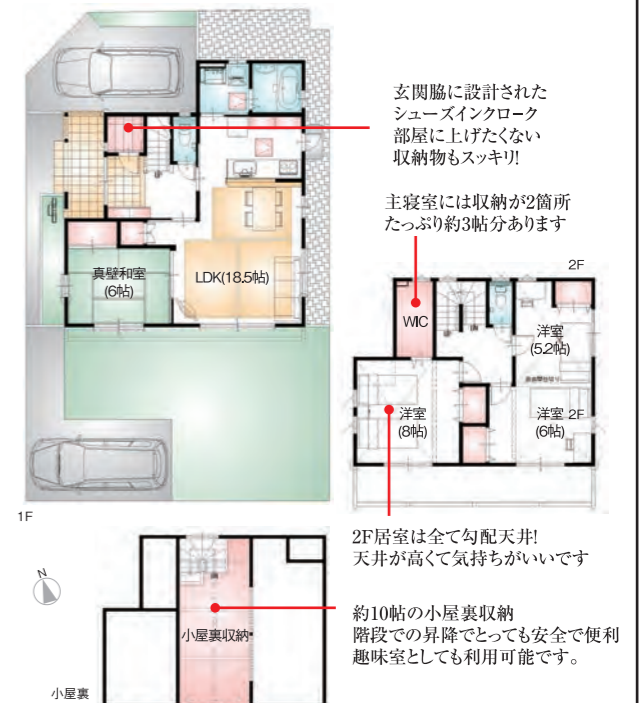 玄関脇に設計された
シューズインクローク
部屋に上げたくない
収納物もスッキリ!
主寝室には収納が2箇所
たっぷり約3帖分あります
真壁和室
(6帖)
LDK(18.5帖)
1F
2F
WIC
洋室
(5.2帖)
洋室
(8帖)
洋室 2F
(6帖)
2F居室は全て勾配天井!
天井が高くて気持ちがいいです
N
小屋裏収納
約10帖の小屋裏収納
階段での昇降でとっても安全で便利
趣味室としても利用可能です。
小屋裏